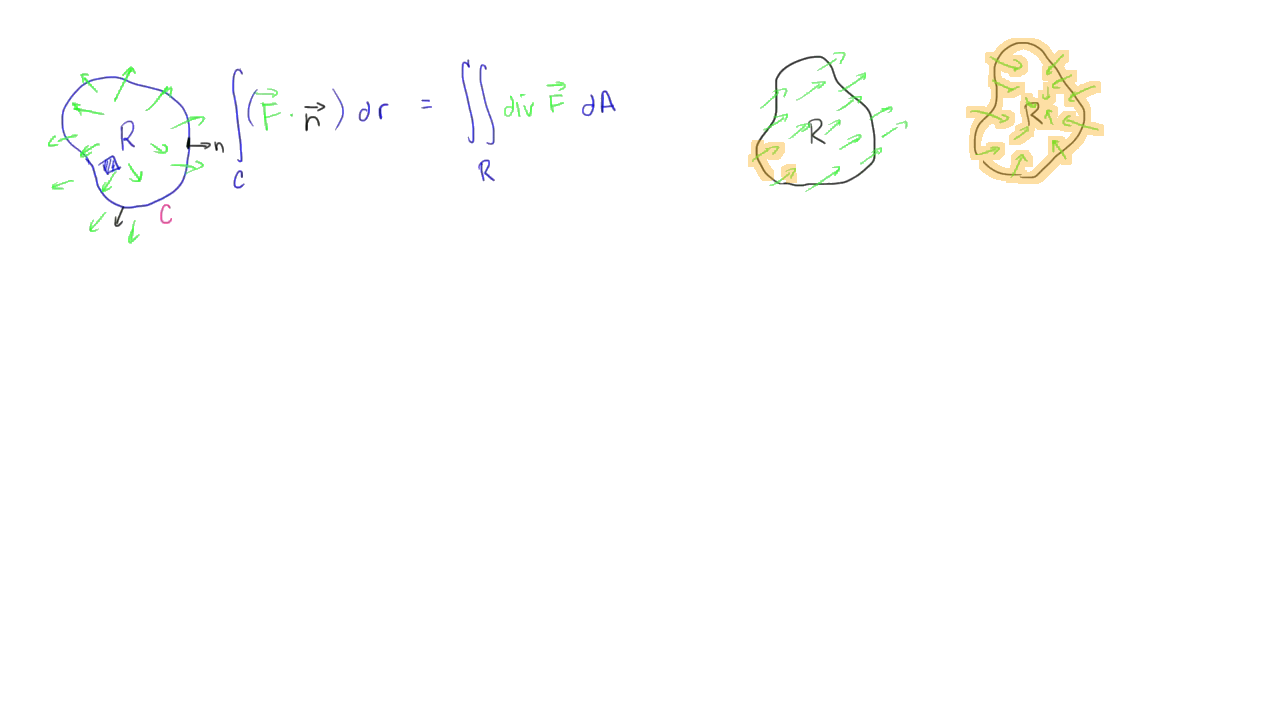 R
n
C
∫ ( F⃗ · n⃗ ) dr = ∬ div F⃗ dA
C
R
R
R